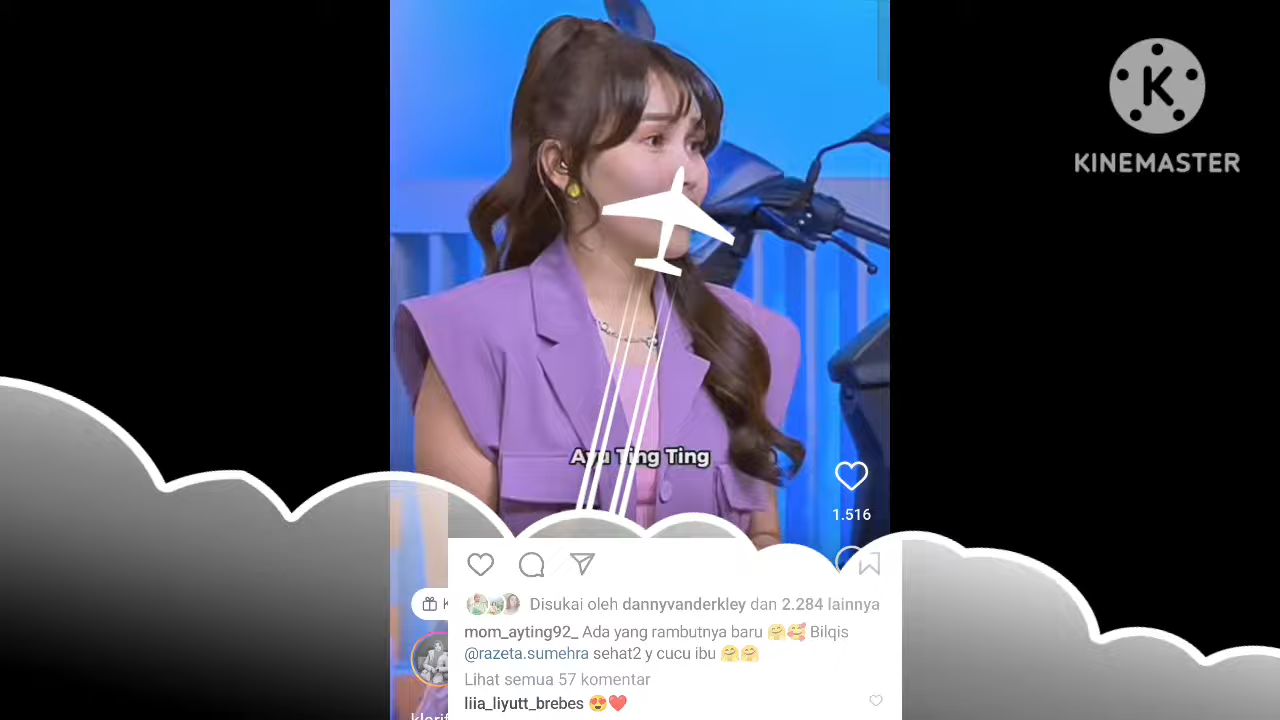 KINEMASTER
Ayu Ting Ting
1.516
Disukai oleh dannyvanderkley dan 2.284 lainnya
mom_ayting92_ Ada yang rambutnya baru 🤗🥰 Bilqis
@razeta.sumehra sehat2 y cucu ibu 🤗🤗
Lihat semua 57 komentar
liia_liyutt_brebes 😍❤️